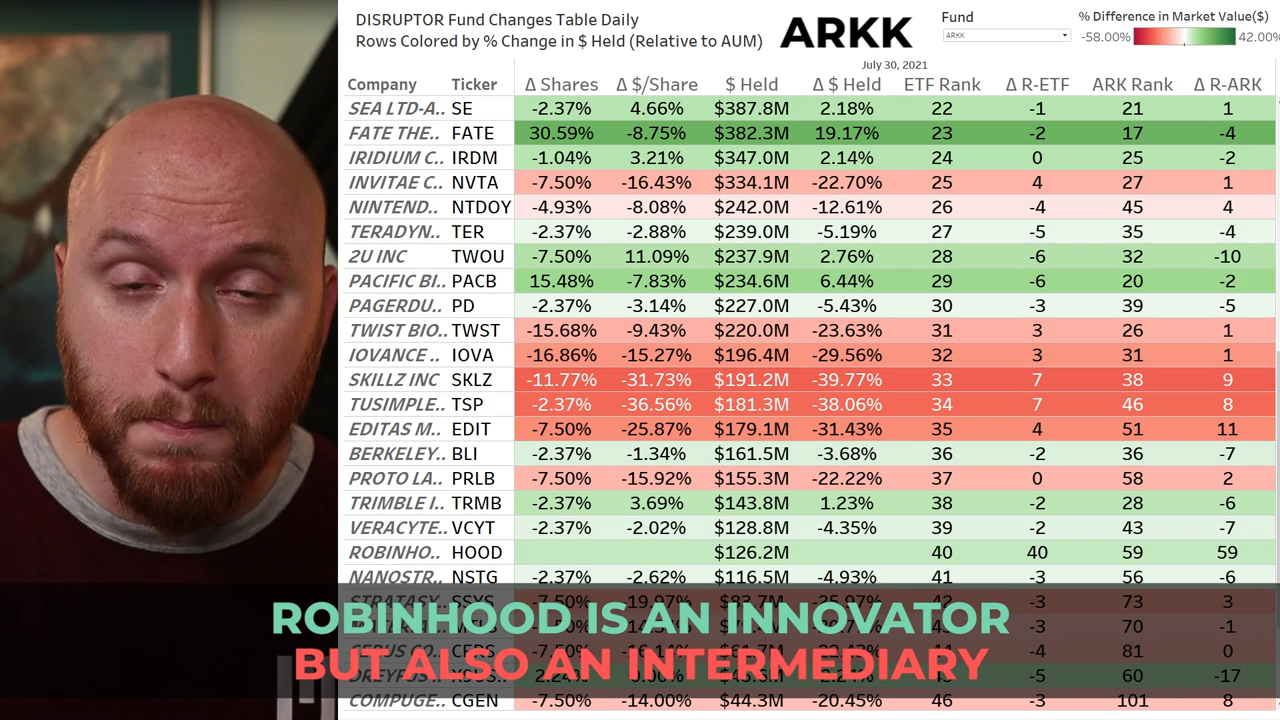 DISRUPTOR Fund Changes Table Daily
Rows Colored by % Change in $ Held (Relative to AUM)
ARKK
Fund
ARKK
% Difference in Market Value($)
-58.00% 42.00%
July 30, 2021
Company Ticker Δ Shares Δ $/Share $ Held Δ $ Held ETF Rank Δ R-ETF ARK Rank Δ R-ARK
SEA LTD-A.. SE -2.37% 4.66% $387.8M 2.18% 22 -1 21 1
FATE THE.. FATE 30.59% -8.75% $382.3M 19.17% 23 -2 17 -4
IRIDIUM C.. IRDM -1.04% 3.21% $347.0M 2.14% 24 0 25 -2
INVITAE C.. NVTA -7.50% -16.43% $334.1M -22.70% 25 4 27 1
NINTEND.. NTDOY -4.93% -8.08% $242.0M -12.61% 26 -4 45 4
TERADYN.. TER -2.37% -2.88% $239.0M -5.19% 27 -5 35 -4
2U INC TWOU -7.50% 11.09% $237.9M 2.76% 28 -6 32 -10
PACIFIC BI.. PACB 15.48% -7.83% $234.6M 6.44% 29 -6 20 -2
PAGERDU.. PD -2.37% -3.14% $227.0M -5.43% 30 -3 39 -5
TWIST BIO.. TWST -15.68% -9.43% $220.0M -23.63% 31 3 26 1
IOVANCE .. IOVA -16.86% -15.27% $196.4M -29.56% 32 3 31 1
SKILLZ INC SKLZ -11.77% -31.73% $191.2M -39.77% 33 7 38 9
TUSIMPLE.. TSP -2.37% -36.56% $181.3M -38.06% 34 7 46 8
EDITAS M.. EDIT -7.50% -25.87% $179.1M -31.43% 35 4 51 11
BERKELEY.. BLI -2.37% -1.34% $161.5M -3.68% 36 -2 36 -7
PROTO LA.. PRLB -7.50% -15.92% $155.3M -22.22% 37 0 58 2
TRIMBLE I.. TRMB -2.37% 3.69% $143.8M 1.23% 38 -2 28 -6
VERACYTE.. VCYT -2.37% -2.02% $128.8M -4.35% 39 -2 43 -7
ROBINHO.. HOOD $126.2M 40 40 59 59
NANOSTR.. NSTG -2.37% -2.62% $116.5M -4.93% 41 -3 56 -6
STRATASY.. SSYS -7.50% -19.97% 42 -3 73 3
-3 70 -1
CERS -7.50% -4 81 0
DREYFUS.. 2.24% 0.00% -5 60 -17
COMPUGE.. CGEN -7.50% -14.00% $44.3M -20.45% 46 -3 101 8
ROBINHOOD IS AN INNOVATOR
BUT ALSO AN INTERMEDIARY